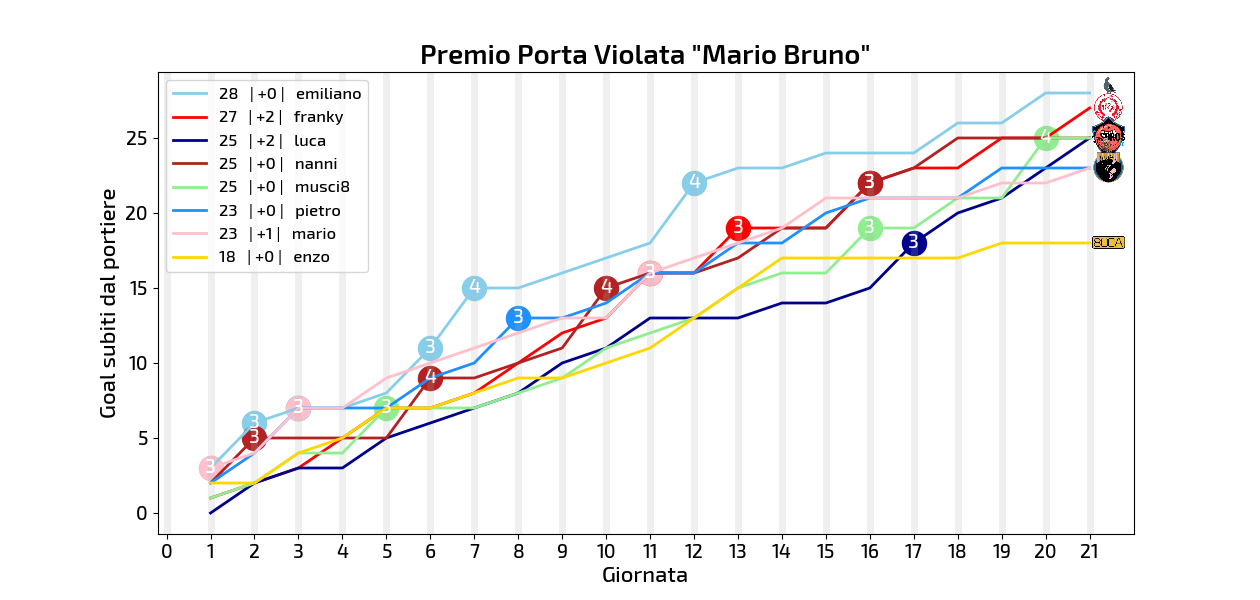 Premio Porta Violata "Mario Bruno"
28 | +0 | emiliano
27 | +2 | franky
25 | +2 | luca
25 | +0 | nanni
25 | +0 | musci8
23 | +0 | pietro
23 | +1 | mario
18 | +0 | enzo
Goal subiti dal portiere
25
20
15
10
5
0
4
3
4
3
3
3
3
4
3
4
3
3
4
3
3
3
3
3
SUCA
0 1 2 3 4 5 6 7 8 9 10 11 12 13 14 15 16 17 18 19 20 21
Giornata